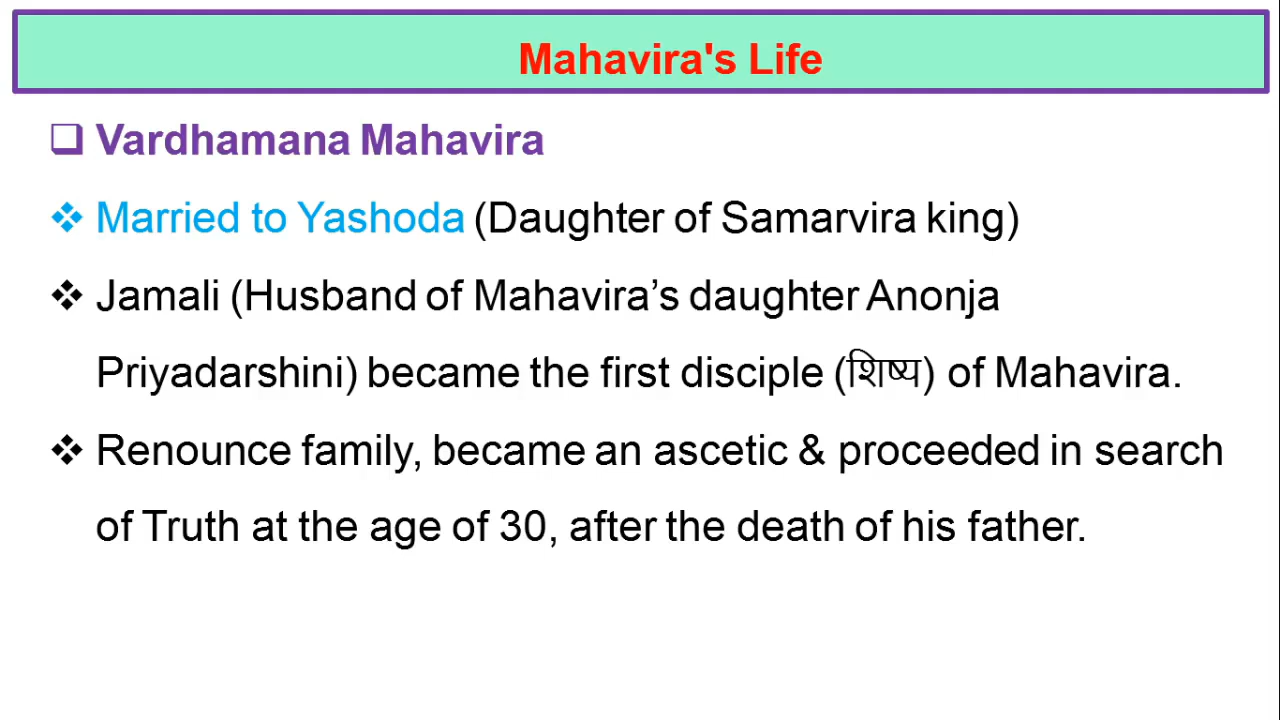 Mahavira's Life
❑ Vardhamana Mahavira
❖ Married to Yashoda (Daughter of Samarvira king)
❖ Jamali (Husband of Mahavira’s daughter Anonja
Priyadarshini) became the first disciple (शिष्य) of Mahavira.
❖ Renounce family, became an ascetic & proceeded in search
of Truth at the age of 30, after the death of his father.